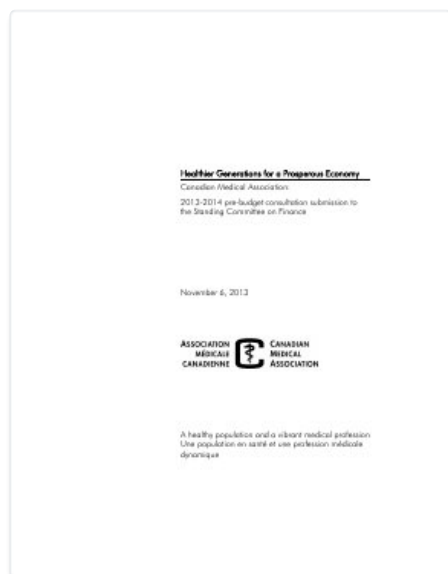 Healthier Generations for a Prosperous Economy
Canadian Medical Association:
2013-2014 pre-budget consultation submission to
the Standing Committee on Finance
November 6, 2013
ASSOCIATION
MÉDICALE
CANADIENNE
CANADIAN
MEDICAL
ASSOCIATION
A healthy population and a vibrant medical profession
Une population en santé et une profession médicale
dynamique